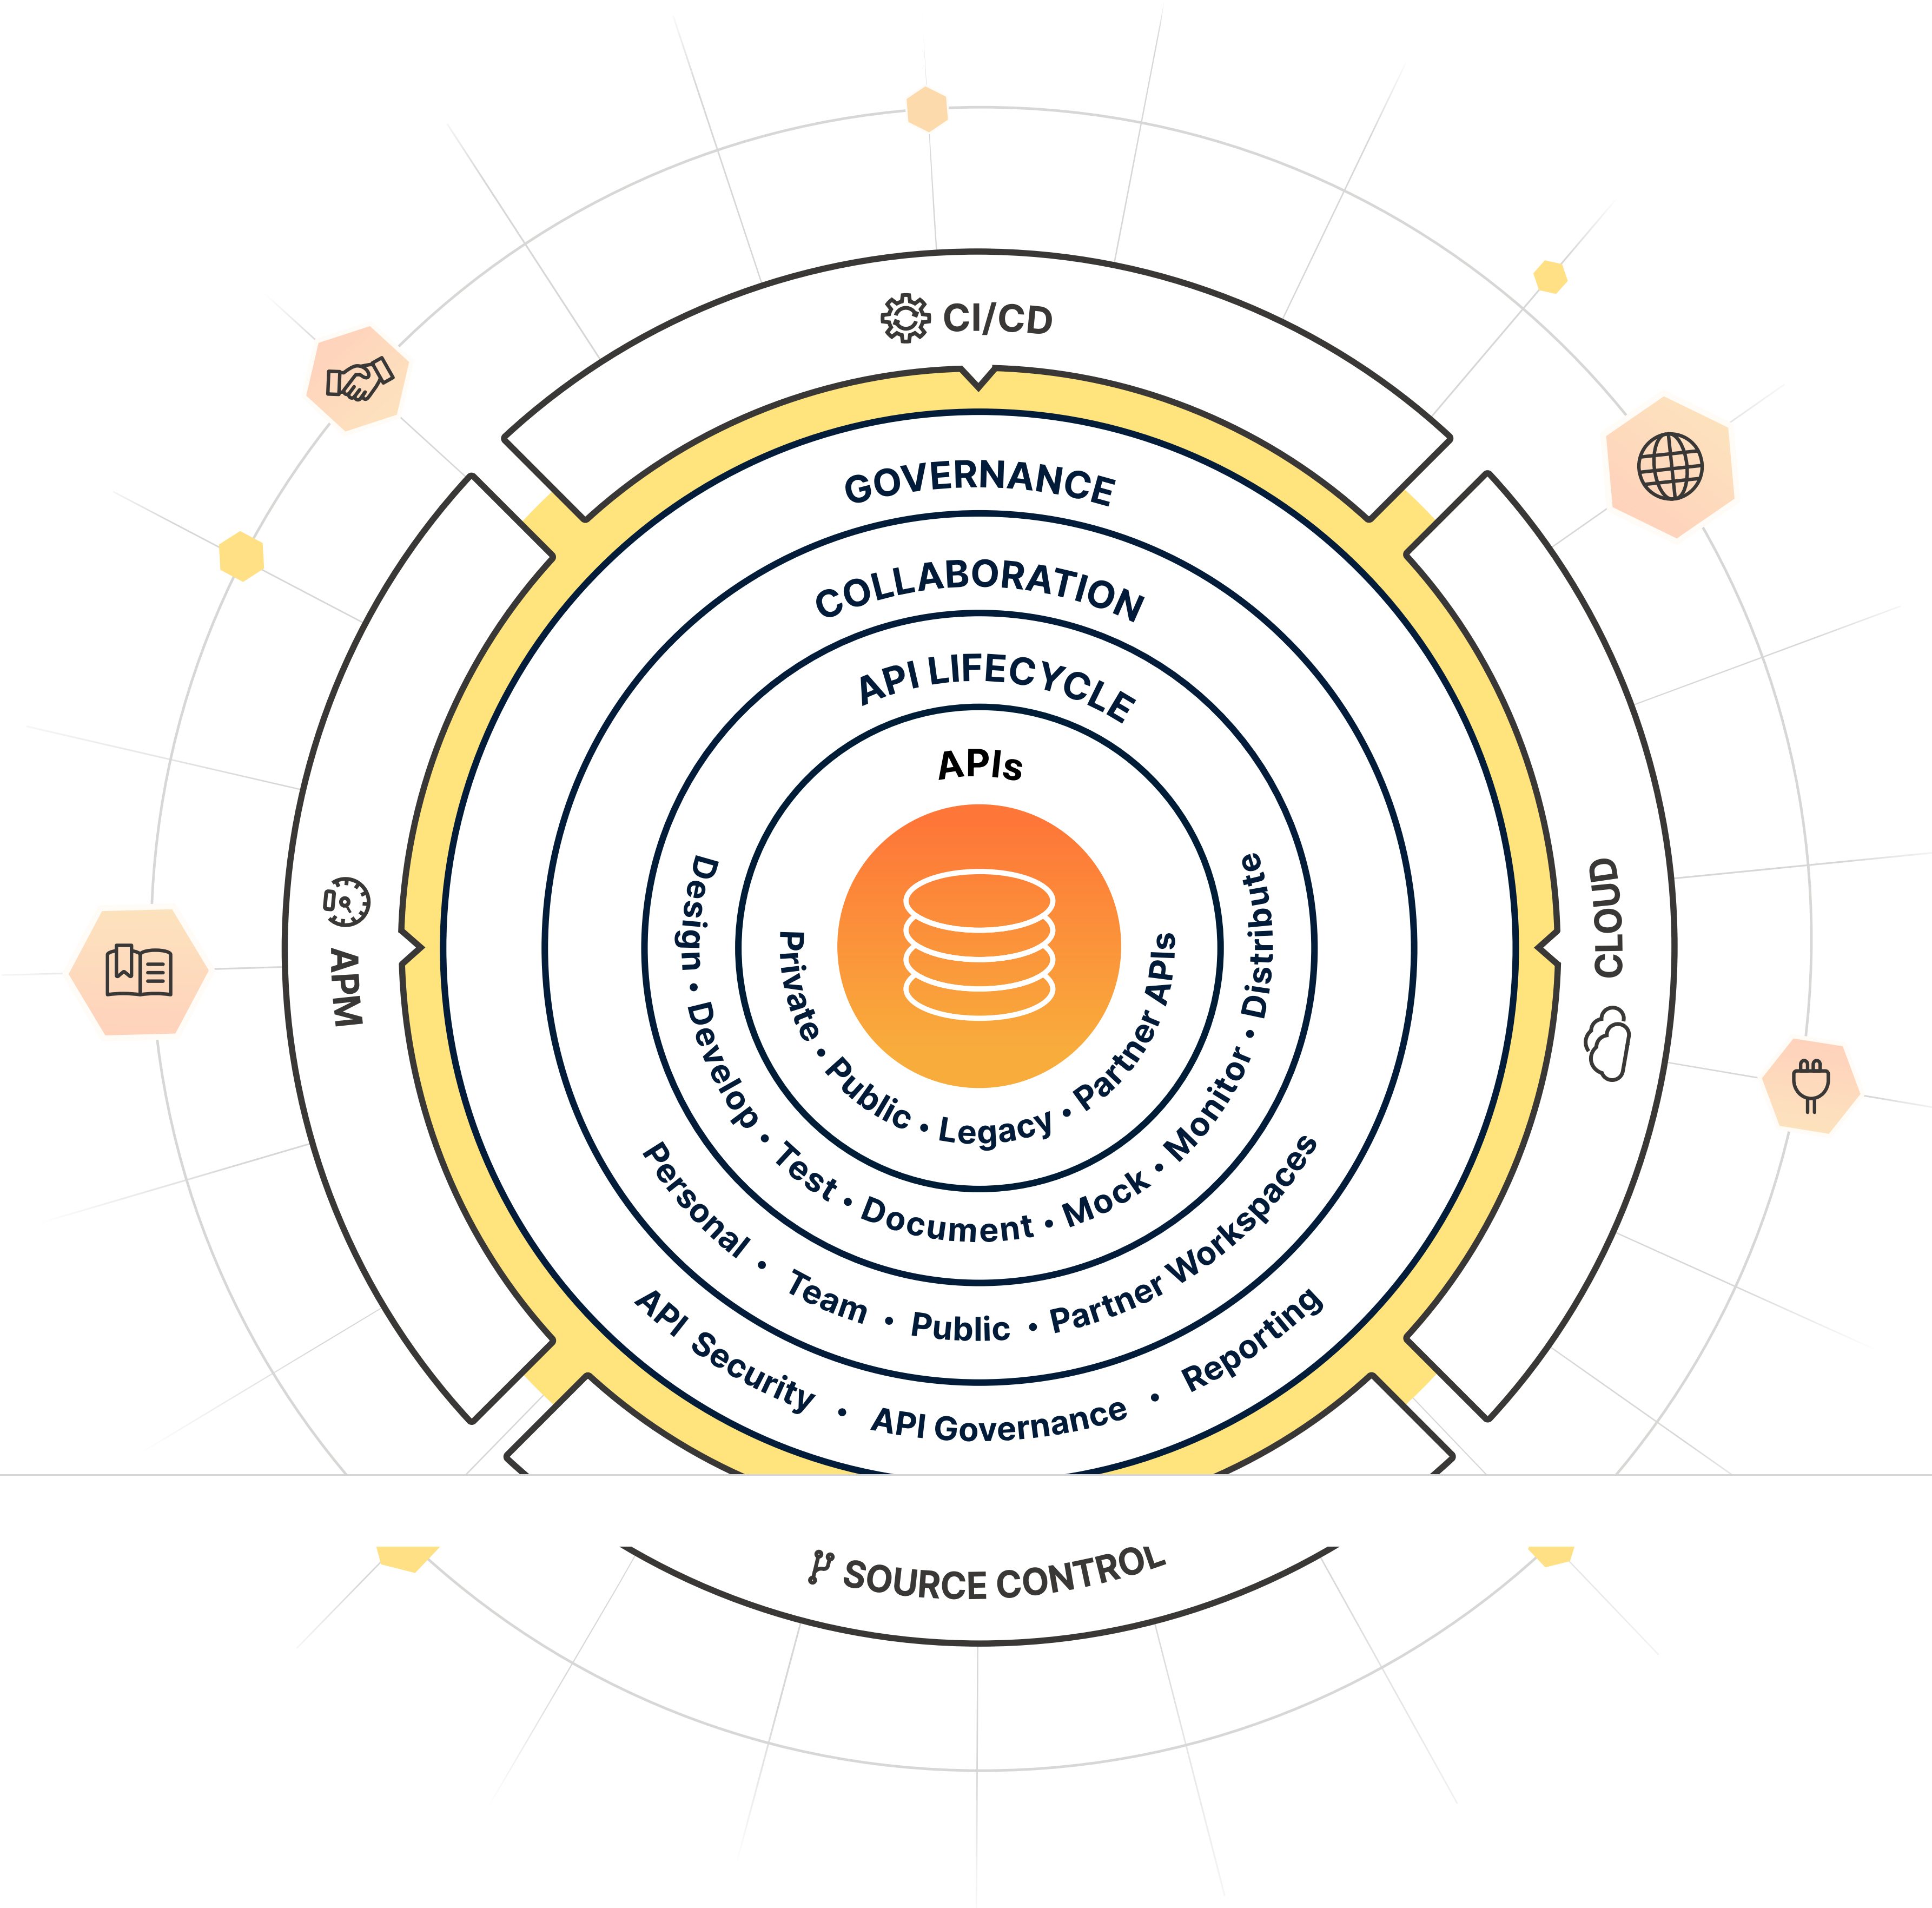 CI/CD
GOVERNANCE
COLLABORATION
API LIFECYCLE
APIs
Private • Public • Legacy • Partner APIs
Design • Develop • Test • Document • Mock • Monitor • Distribute
Personal • Team • Public • Partner Workspaces
API Security • API Governance • Reporting
APM
CLOUD
SOURCE CONTROL